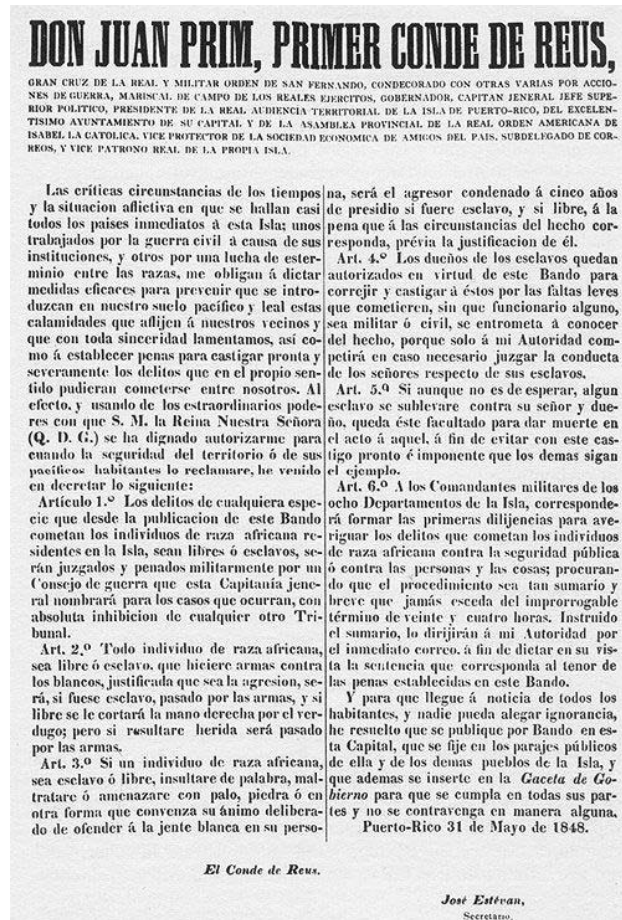 DON JUAN PRIM, PRIMER CONDE DE REUS,
GRAN CRUZ DE LA REAL Y MILITAR ORDEN DE SAN FERNANDO, CONDECORADO CON OTRAS VARIAS POR ACCIO-
NES DE GUERRA, MARISCAL DE CAMPO DE LOS REALES EJERCITOS, GOBERNADOR, CAPITAN JENERAL JEFE SUPE-
RIOR POLITICO, PRESIDENTE DE LA REAL AUDIENCIA TERRITORIAL DE LA ISLA DE PUERTO-RICO, DEL EXCELEN-
TISIMO AYUNTAMIENTO DE SU CAPITAL Y DE LA ASAMBLEA PROVINCIAL DE LA REAL ORDEN AMERICANA DE
ISABEL LA CATOLICA, VICE PROTECTOR DE LA SOCIEDAD ECONOMICA DE AMIGOS DEL PAIS, SUBDELEGADO DE COR-
REOS, Y VICE PATRONO REAL DE LA PROPIA ISLA.
Las críticas circunstancias de los tiempos
y la situacion aflictiva en que se hallan casi
todos los paises inmediatos á esta Isla; unos
trabajados por la guerra civil á causa de sus
instituciones, y otros por una lucha de ester-
minio entre las razas, me obligan á dictar
medidas eficaces para prevenir que se intro-
duzcan en nuestro suelo pacífico y leal estas
calamidades que aflijen á nuestros vecinos y
que con toda sinceridad lamentamos, así co-
mo á establecer penas para castigar pronta y
severamente los delitos que en el propio sen-
tido pudieran cometerse entre nosotros. Al
efecto, y usando de los estraordinarios pode-
res con que S. M. la Reina Nuestra Señora
(Q. D. G.) se ha dignado autorizarme para
cuando la seguridad del territorio ó de sus
pacíficos habitantes lo reclamare, he venido
en decretar lo siguiente:
Artículo 1.º Los delitos de cualquiera espe-
cie que desde la publicacion de este Bando
cometan los individuos de raza africana re-
sidentes en la Isla, sean libres ó esclavos, se-
rán juzgados y penados militarmente por un
Consejo de guerra que esta Capitanía jene-
ral nombrará para los casos que ocurran, con
absoluta inhibicion de cualquier otro Tri-
bunal.
Art. 2.º Todo individuo de raza africana,
sea libre ó esclavo, que hiciere armas contra
los blancos, justificada que sea la agresion, se-
rá, si fuese esclavo, pasado por las armas, y si
libre se le cortará la mano derecha por el ver-
dugo; pero si resultare herida será pasado
por las armas.
Art. 3.º Si un individuo de raza africana,
sea esclavo ó libre, insultare de palabra, mal-
tratare ó amenazare con palo, piedra ó en
otra forma que convenza su ánimo delibera-
do de ofender á la jente blanca en su perso-
na, será el agresor condenado á cinco años
de presidio si fuere esclavo, y si libre, á la
pena que á las circunstancias del hecho cor-
responda, prévia la justificacion de él.
Art. 4.º Los dueños de los esclavos quedan
autorizados en virtud de este Bando para
correjir y castigar á éstos por las faltas leves
que cometieren, sin que funcionario alguno,
sea militar ó civil, se entrometa á conocer
del hecho, porque solo á mi Autoridad com-
petirá en caso necesario juzgar la conducta
de los señores respecto de sus esclavos.
Art. 5.º Si aunque no es de esperar, algun
esclavo se sublevare contra su señor y due-
ño, queda éste facultado para dar muerte en
el acto á aquel, á fin de evitar con este cas-
tigo pronto é imponente que los demas sigan
el ejemplo.
Art. 6.º A los Comandantes militares de los
ocho Departamentos de la Isla, corresponde-
rá formar las primeras dilijencias para ave-
riguar los delitos que cometan los individuos
de raza africana contra la seguridad pública
ó contra las personas y las cosas; procuran-
do que el procedimiento sea tan sumario y
breve que jamás esceda del improrrogable
término de veinte y cuatro horas. Instruido
el sumario, lo dirijirán á mi Autoridad por
el inmediato correo, á fin de dictar en su vis-
ta la sentencia que corresponda al tenor de
las penas establecidas en este Bando.
Y para que llegue á noticia de todos los
habitantes, y nadie pueda alegar ignorancia,
he resuelto que se publique por Bando en es-
ta Capital, que se fije en los parajes públicos
de ella y de los demas pueblos de la Isla, y
que ademas se inserte en la Gaceta de Go-
bierno para que se cumpla en todas sus par-
tes y no se contravenga en manera alguna.
Puerto-Rico 31 de Mayo de 1848.
El Conde de Reus.
José Estévan,
Secretario.